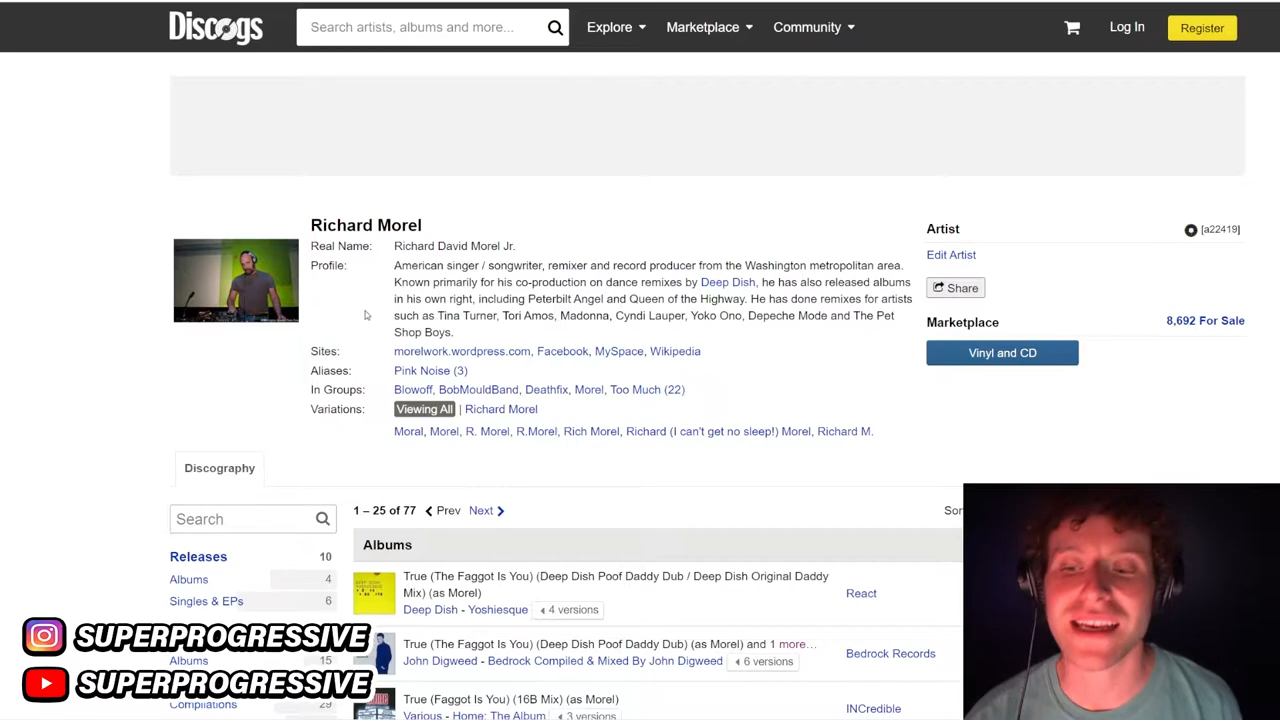 Discogs
Search artists, albums and more...
Explore
Marketplace
Community
Log In
Register
Richard Morel
Real Name: Richard David Morel Jr.
Profile: American singer / songwriter, remixer and record producer from the Washington metropolitan area.
Known primarily for his co-production on dance remixes by Deep Dish, he has also released albums
in his own right, including Peterbilt Angel and Queen of the Highway. He has done remixes for artists
such as Tina Turner, Tori Amos, Madonna, Cyndi Lauper, Yoko Ono, Depeche Mode and The Pet
Shop Boys.
Sites: morelwork.wordpress.com, Facebook, MySpace, Wikipedia
Aliases: Pink Noise (3)
In Groups: Blowoff, BobMouldBand, Deathfix, Morel, Too Much (22)
Variations: Viewing All | Richard Morel
Moral, Morel, R. Morel, R.Morel, Rich Morel, Richard (I can't get no sleep!) Morel, Richard M.
Artist
[a22419]
Edit Artist
Share
Marketplace
8,692 For Sale
Vinyl and CD
Discography
Search
Releases 10
Albums 4
Singles & EPs 6
Albums 15
Compilations 29
1 – 25 of 77 Prev Next
Albums
True (The Faggot Is You) (Deep Dish Poof Daddy Dub / Deep Dish Original Daddy
Mix) (as Morel)
Deep Dish - Yoshiesque
4 versions
React
True (The Faggot Is You) (Deep Dish Poof Daddy Dub) (as Morel) and 1 more…
John Digweed - Bedrock Compiled & Mixed By John Digweed
6 versions
Bedrock Records
True (Faggot Is You) (16B Mix) (as Morel)
Various - Home: The Album
3 versions
INCredible
SUPERPROGRESSIVE
SUPERPROGRESSIVE